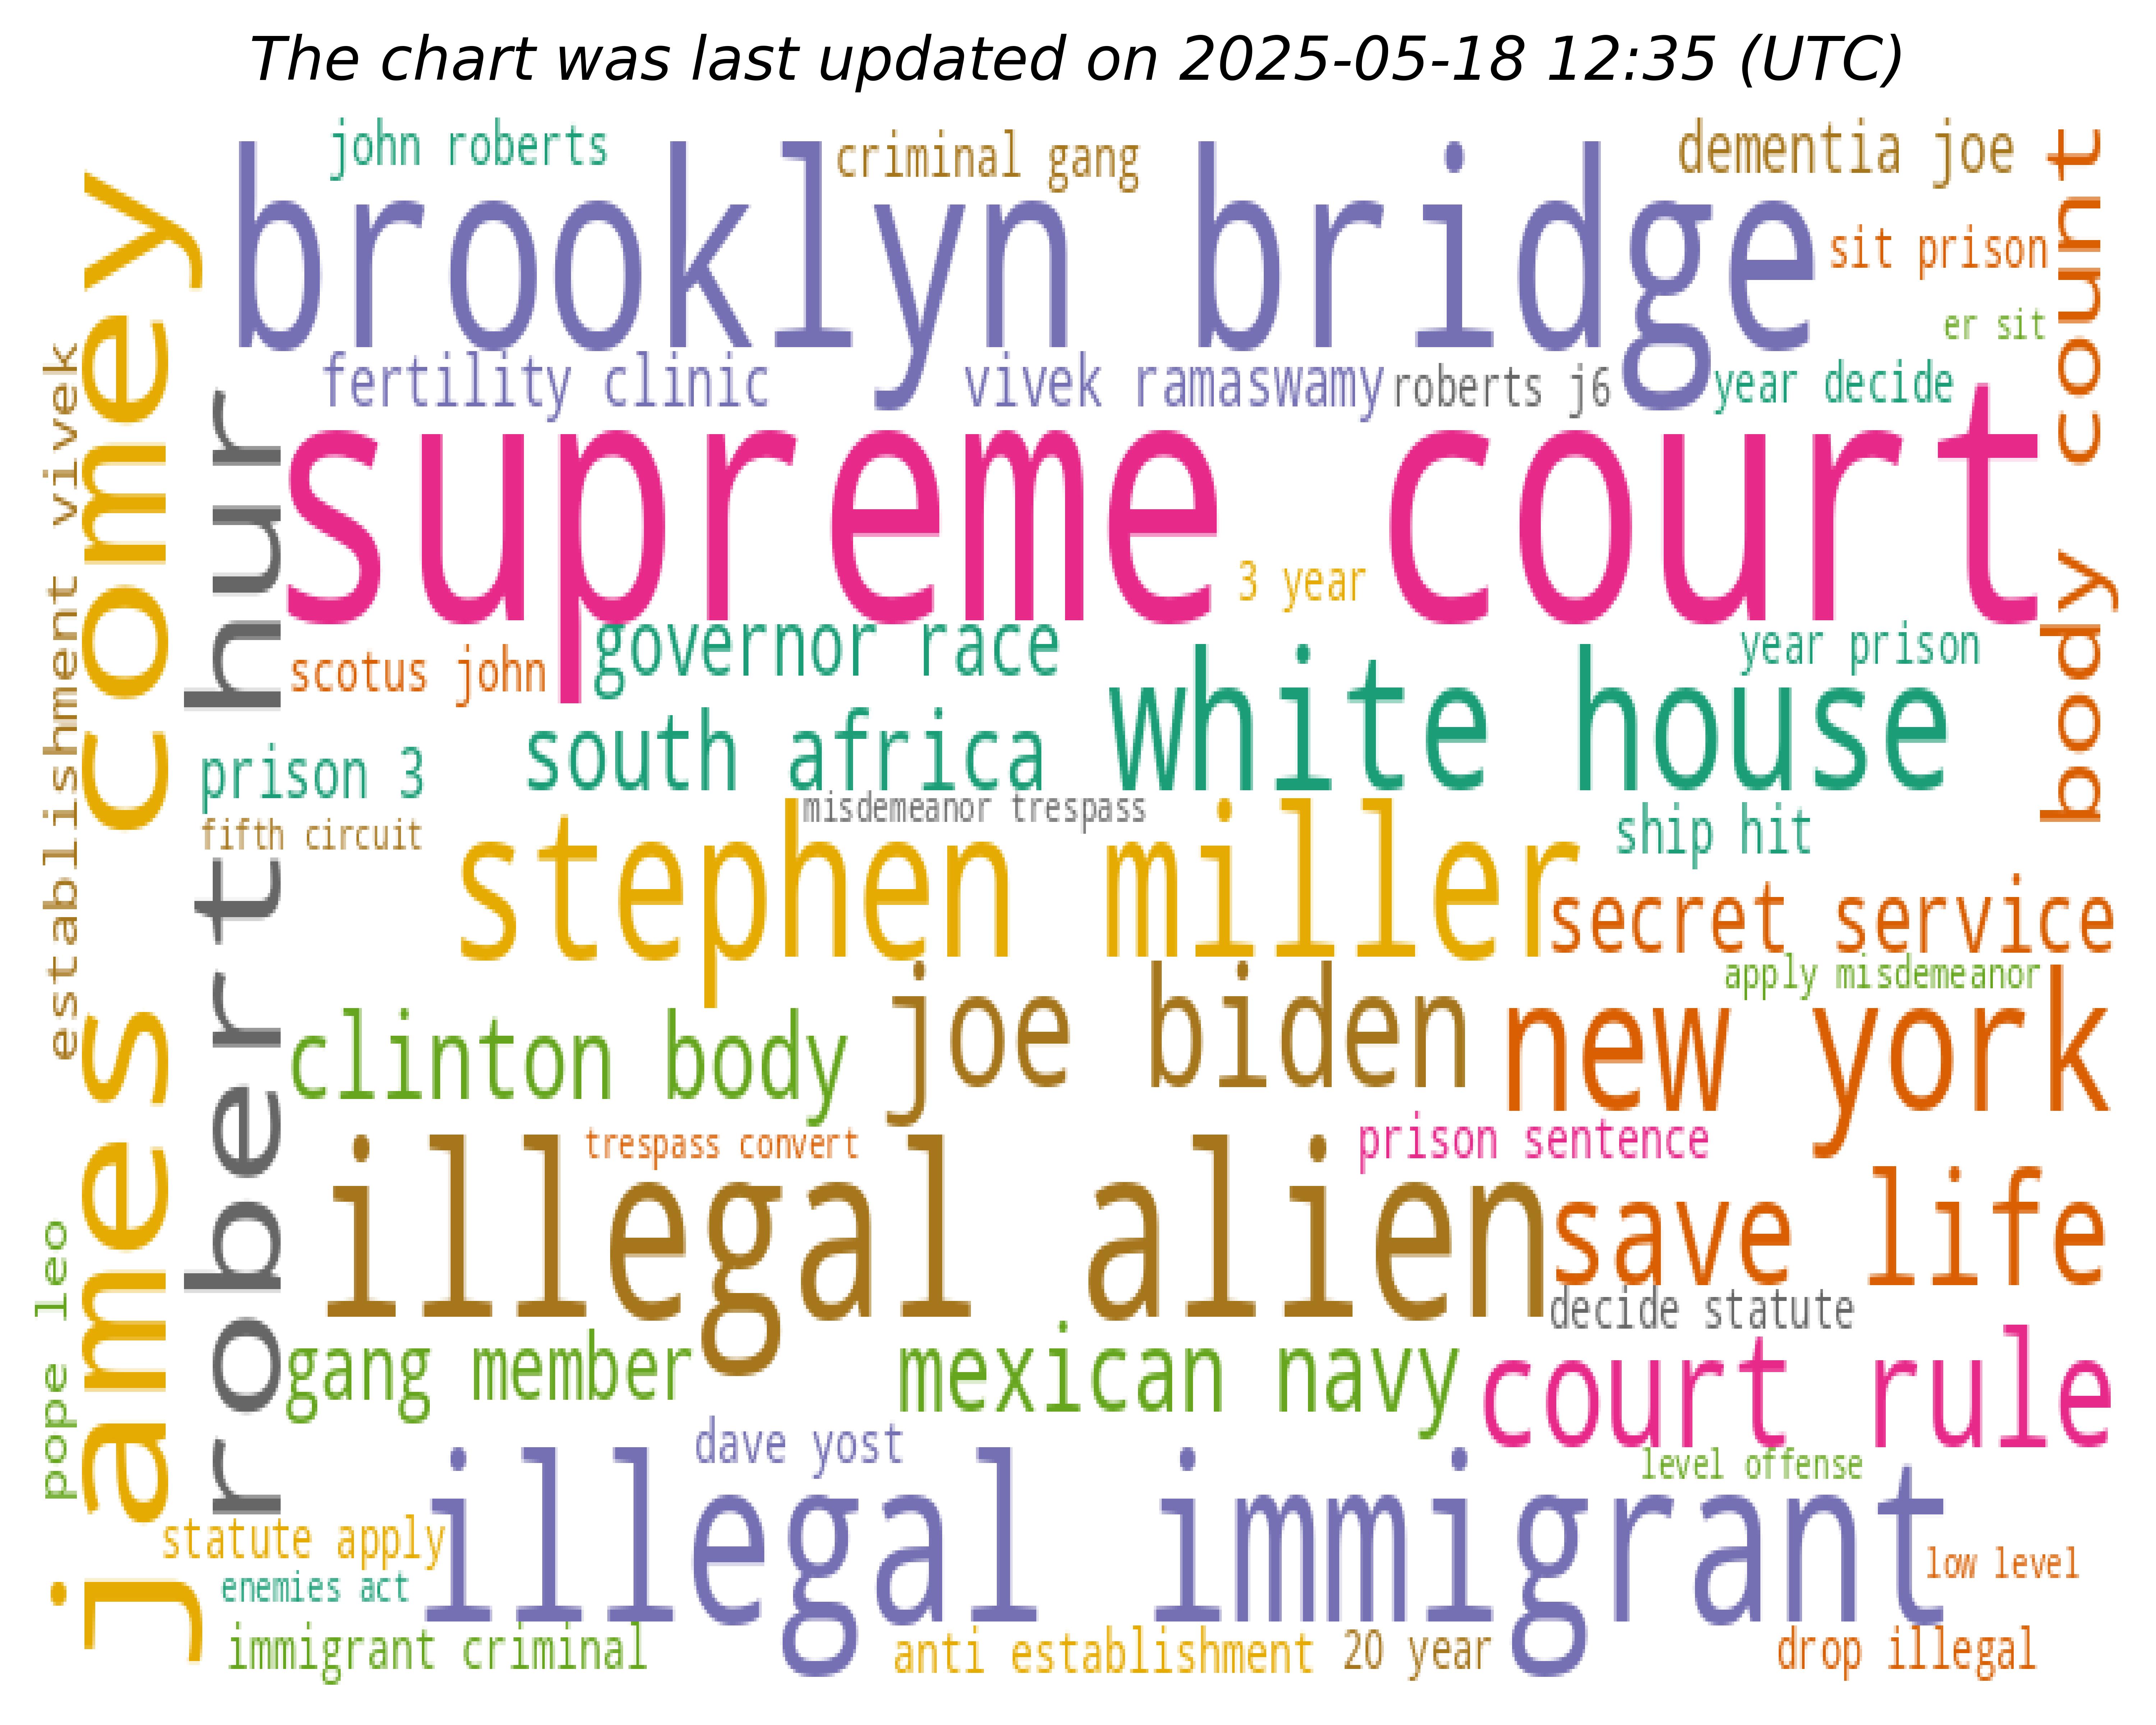 The chart was last updated on 2025-05-18 12:35 (UTC)
john roberts
criminal gang
dementia joe
brooklyn bridge
sit prison
er sit
body count
james comey
establishment vivek
robert hur
fertility clinic
vivek ramaswamy
roberts j6
year decide
supreme court
3 year
governor race
year prison
scotus john
white house
south africa
prison 3
misdemeanor trespass
fifth circuit
ship hit
stephen miller
secret service
apply misdemeanor
joe biden
new york
clinton body
trespass convert
prison sentence
illegal alien
save life
pope leo
decide statute
gang member
mexican navy
court rule
dave yost
level offense
illegal immigrant
statute apply
low level
enemies act
immigrant criminal
anti establishment
20 year
drop illegal